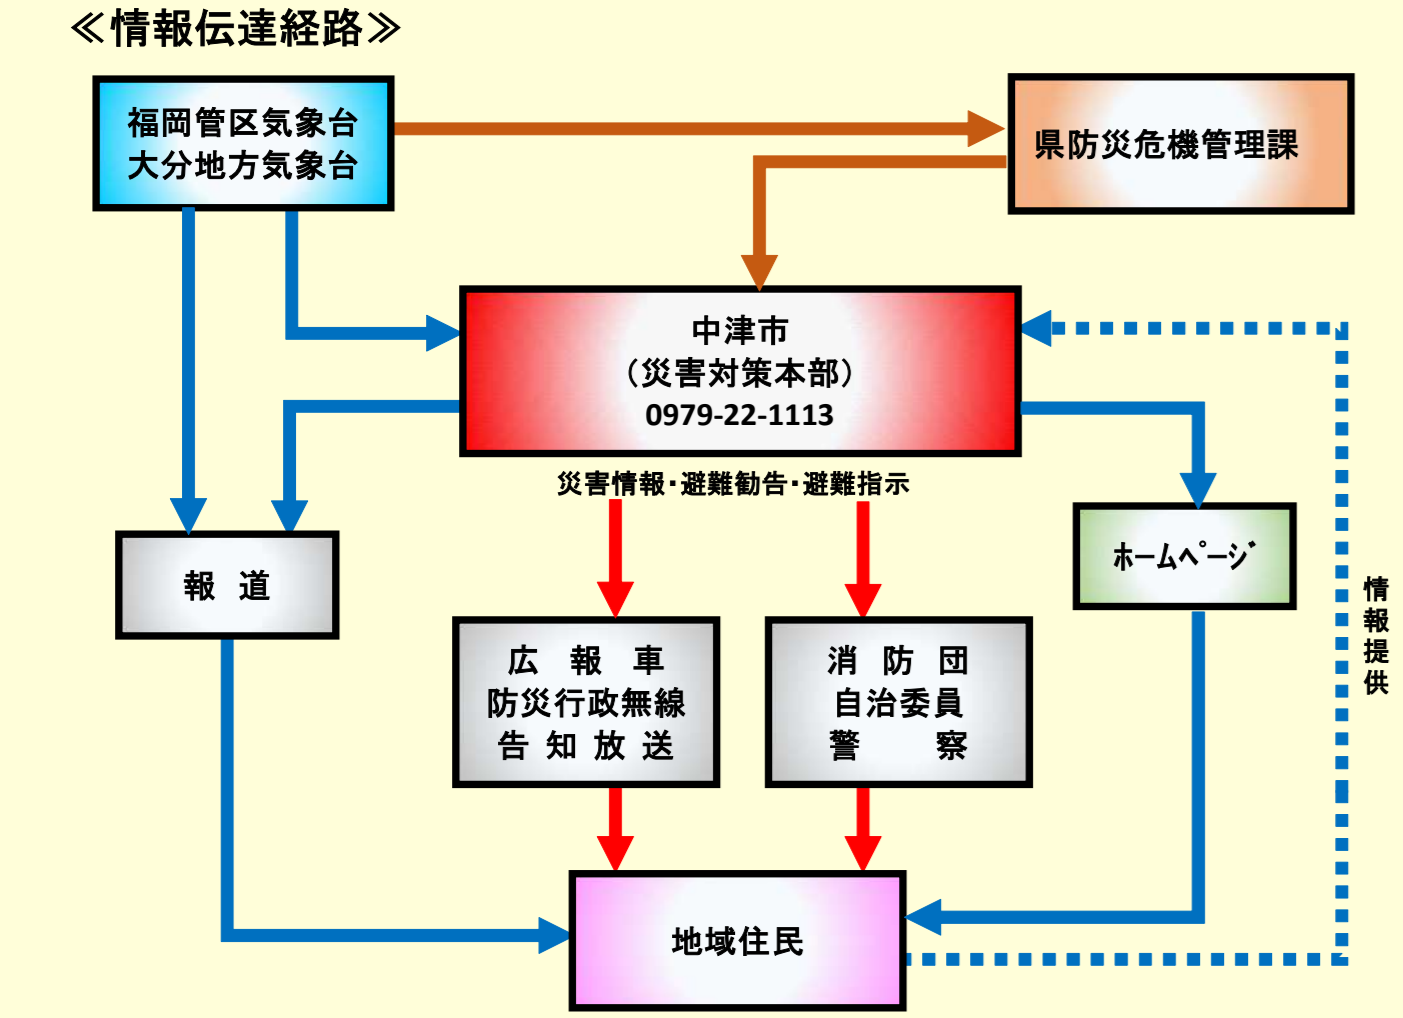 ≪情報伝達経路≫
福岡管区気象台
大分地方気象台
県防災危機管理課
中津市
（災害対策本部）
0979-22-1113
災害情報・避難勧告・避難指示
報 道
ﾎｰﾑﾍﾟｰｼﾞ
広 報 車
防災行政無線
告 知 放 送
消 防 団
自治委員
警 察
情報提供
地域住民